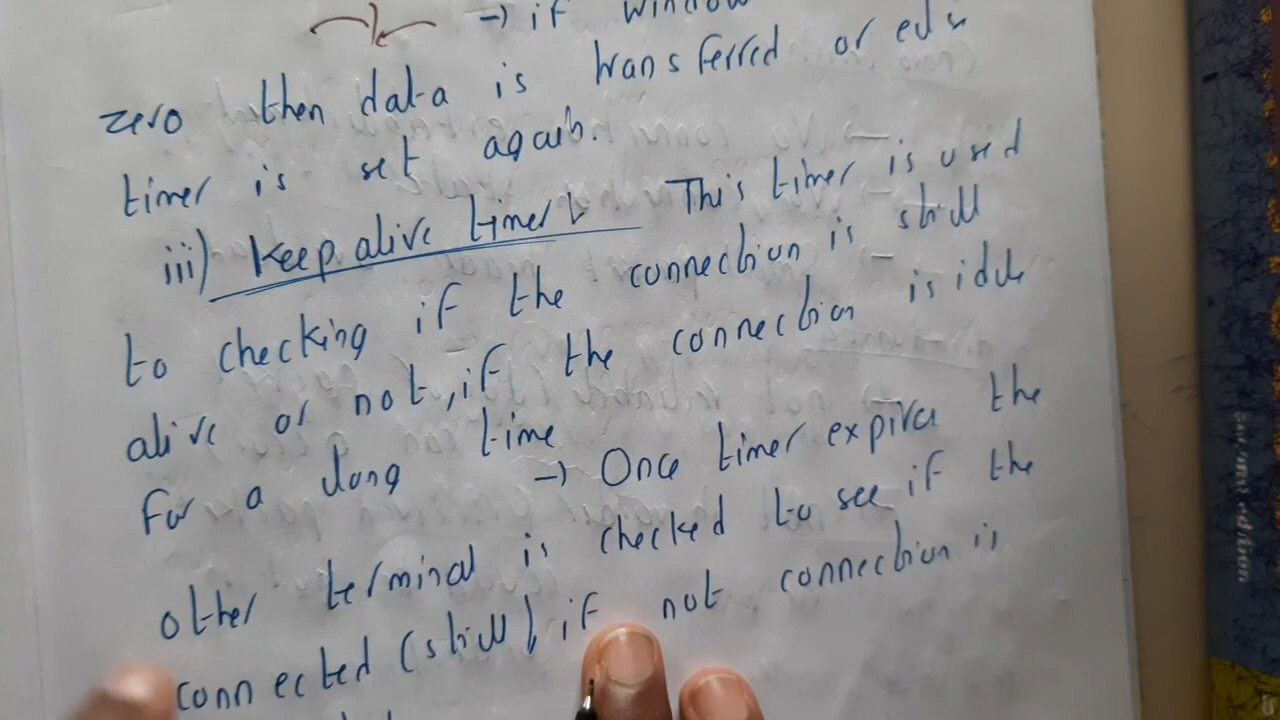 → if window
zero then data is transferred or else
timer is set again.
iii) Keep alive timer:- This timer is used
to checking if the connection is still
alive or not, if the connection is idle
for a long time → Once timer expires the
other terminal is checked to see if the
connected (still), if not connection is